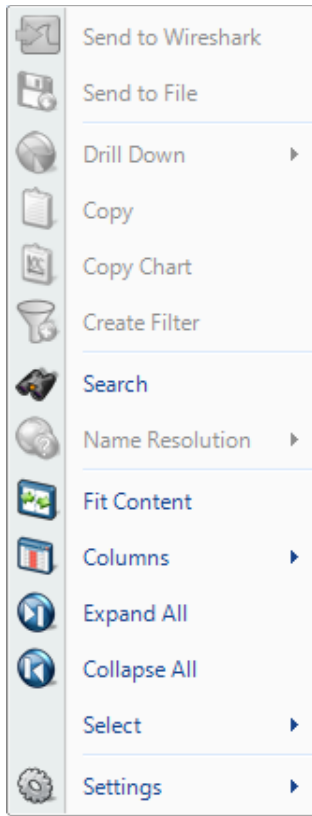 Send to Wireshark
Send to File
Drill Down
Copy
Copy Chart
Create Filter
Search
Name Resolution
Fit Content
Columns
Expand All
Collapse All
Select
Settings